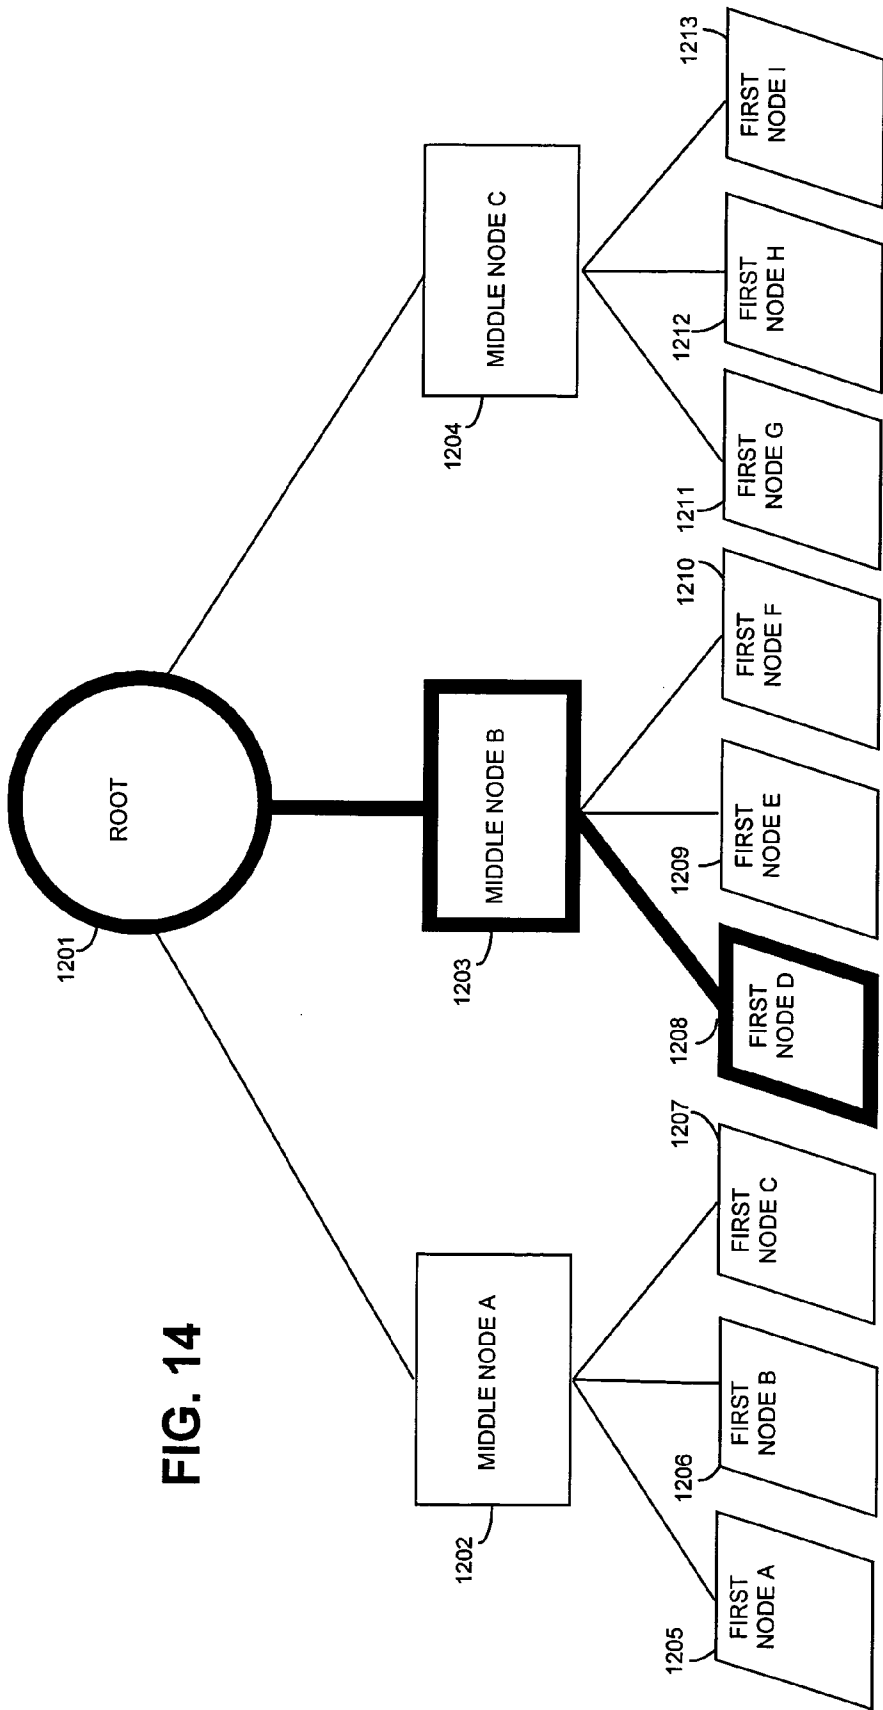 FIG. 14
ROOT
1201
MIDDLE NODE A
1202
MIDDLE NODE B
1203
MIDDLE NODE C
1204
FIRST
NODE A
1205
FIRST
NODE B
1206
FIRST
NODE C
1207
FIRST
NODE D
1208
FIRST
NODE E
1209
FIRST
NODE F
1210
FIRST
NODE G
1211
FIRST
NODE H
1212
FIRST
NODE I
1213